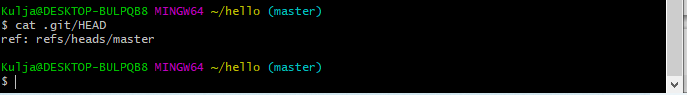 Kulja@DESKTOP-BULPQB8 MINGW64 ~/hello (master)
$ cat .git/HEAD
ref: refs/heads/master
Kulja@DESKTOP-BULPQB8 MINGW64 ~/hello (master)
$